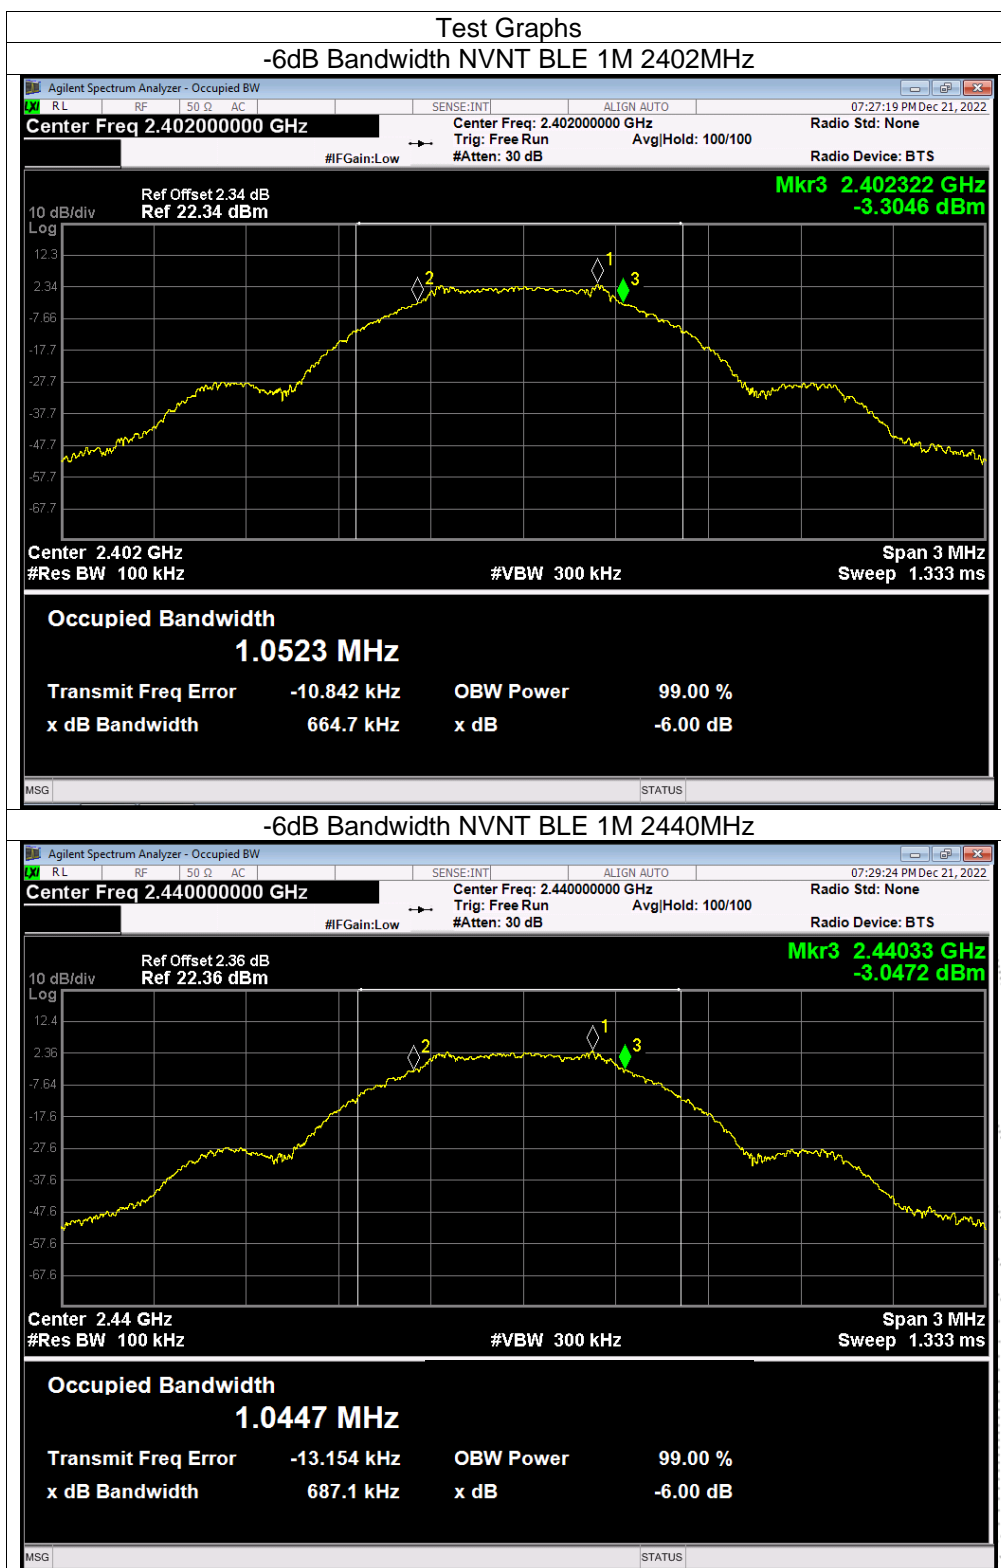 Test Graphs
-6dB Bandwidth NVNT BLE 1M 2402MHz
Agilent Spectrum Analyzer - Occupied BW
LXI RL RF 50 Ω AC SENSE:INT ALIGN AUTO 07:27:19 PM Dec 21, 2022
Center Freq 2.402000000 GHz Center Freq: 2.402000000 GHz Radio Std: None
Trig: Free Run Avg|Hold: 100/100
#IFGain:Low #Atten: 30 dB Radio Device: BTS
Mkr3 2.402322 GHz
Ref Offset 2.34 dB
-3.3046 dBm
10 dB/div Ref 22.34 dBm
Log
12.3
2.34
-7.66
-17.7
-27.7
-37.7
-47.7
-57.7
-67.7
1
2
3
Center 2.402 GHz Span 3 MHz
#Res BW 100 kHz #VBW 300 kHz Sweep 1.333 ms
Occupied Bandwidth
1.0523 MHz
Transmit Freq Error -10.842 kHz OBW Power 99.00 %
x dB Bandwidth 664.7 kHz x dB -6.00 dB
MSG STATUS
-6dB Bandwidth NVNT BLE 1M 2440MHz
Agilent Spectrum Analyzer - Occupied BW
LXI RL RF 50 Ω AC SENSE:INT ALIGN AUTO 07:29:24 PM Dec 21, 2022
Center Freq 2.440000000 GHz Center Freq: 2.440000000 GHz Radio Std: None
Trig: Free Run Avg|Hold: 100/100
#IFGain:Low #Atten: 30 dB Radio Device: BTS
Mkr3 2.44033 GHz
Ref Offset 2.36 dB
-3.0472 dBm
10 dB/div Ref 22.36 dBm
Log
12.4
2.36
-7.64
-17.6
-27.6
-37.6
-47.6
-57.6
-67.6
1
2
3
Center 2.44 GHz Span 3 MHz
#Res BW 100 kHz #VBW 300 kHz Sweep 1.333 ms
Occupied Bandwidth
1.0447 MHz
Transmit Freq Error -13.154 kHz OBW Power 99.00 %
x dB Bandwidth 687.1 kHz x dB -6.00 dB
MSG STATUS